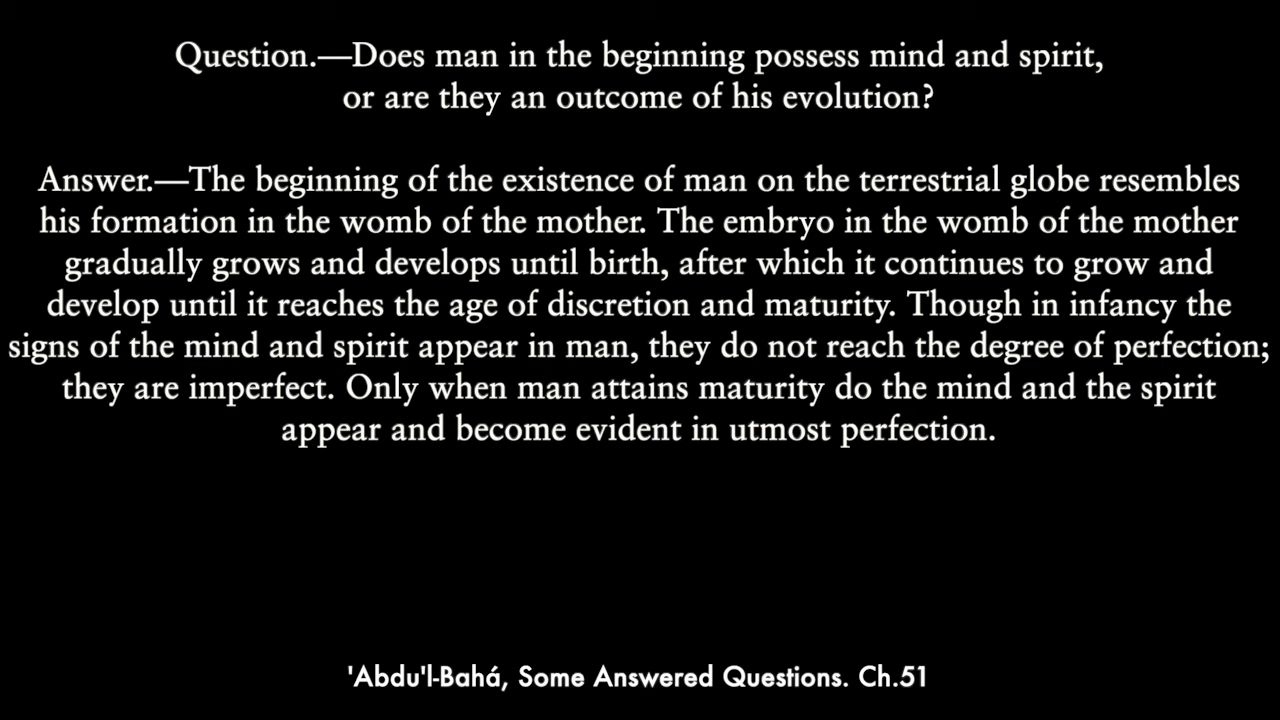 Question.—Does man in the beginning possess mind and spirit,
or are they an outcome of his evolution?
Answer.—The beginning of the existence of man on the terrestrial globe resembles
his formation in the womb of the mother. The embryo in the womb of the mother
gradually grows and develops until birth, after which it continues to grow and
develop until it reaches the age of discretion and maturity. Though in infancy the
signs of the mind and spirit appear in man, they do not reach the degree of perfection;
they are imperfect. Only when man attains maturity do the mind and the spirit
appear and become evident in utmost perfection.
'Abdu'l-Bahá, Some Answered Questions. Ch.51